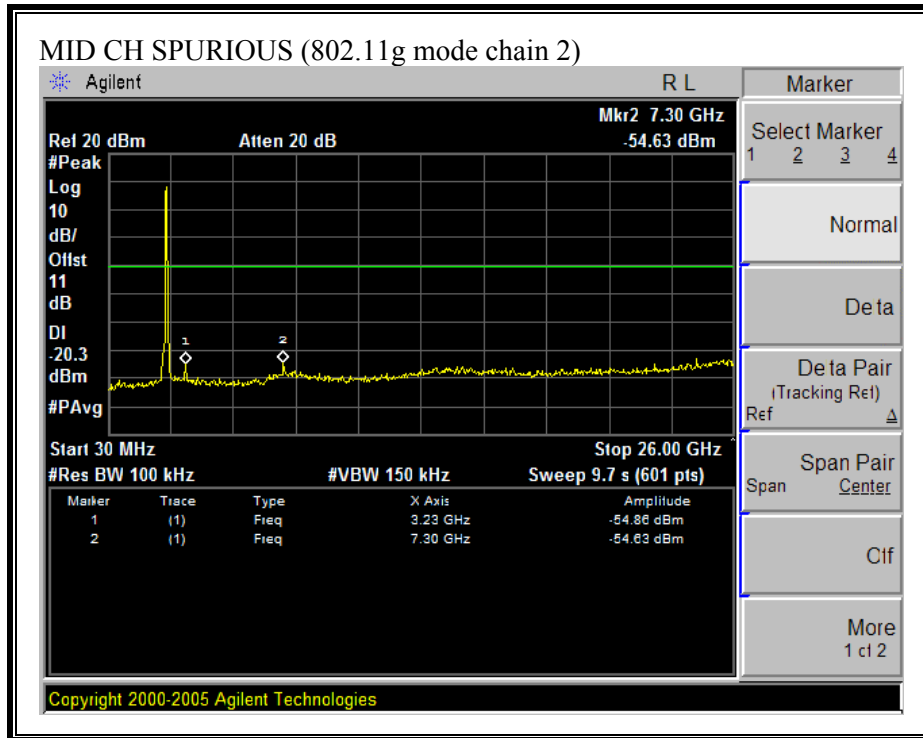 MID CH SPURIOUS (802.11g mode chain 2)
Agilent
R L
Mkr2 7.30 GHz
Ref 20 dBm Atten 20 dB -54.63 dBm
#Peak
Log
10
dB/
Offst
11
dB
DI
-20.3
dBm
#PAvg
1
2
Start 30 MHz Stop 26.00 GHz
#Res BW 100 kHz #VBW 150 kHz Sweep 9.7 s (601 pts)
Marker Trace Type X Axis Amplitude
1 (1) Freq 3.23 GHz -54.86 dBm
2 (1) Freq 7.30 GHz -54.63 dBm
Copyright 2000-2005 Agilent Technologies
Marker
Select Marker
1 2 3 4
Normal
Delta
Delta Pair
(Tracking Ref)
Ref Δ
Span Pair
Span Center
Off
More
1 of 2